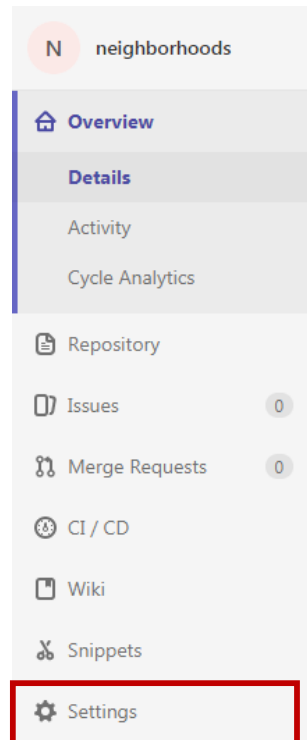 N neighborhoods
Overview
Details
Activity
Cycle Analytics
Repository
Issues 0
Merge Requests 0
CI / CD
Wiki
Snippets
Settings